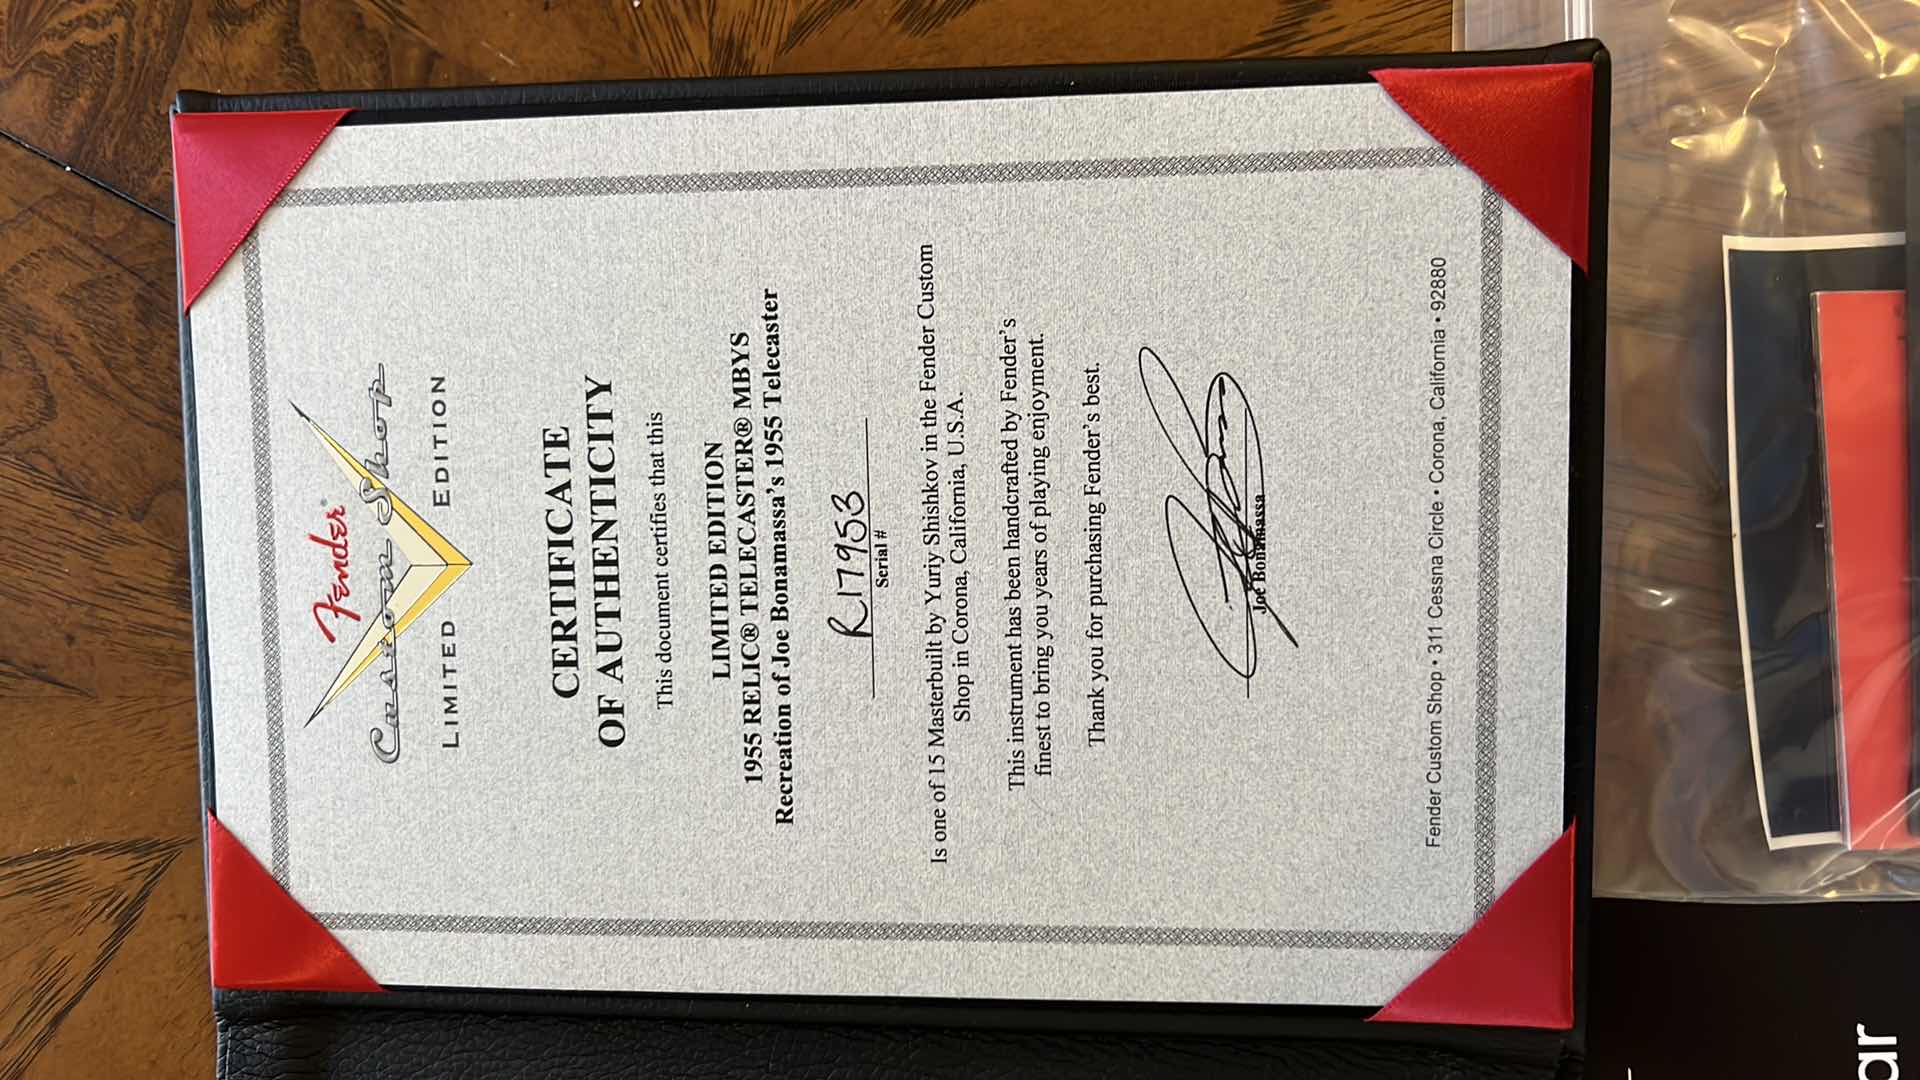 Fender®
Custom Shop
LIMITED EDITION
CERTIFICATE
OF AUTHENTICITY
This document certifies that this
LIMITED EDITION
1955 RELIC® TELECASTER® MBYS
Recreation of Joe Bonamassa's 1955 Telecaster
R17953
Serial #
Is one of 15 Masterbuilt by Yuriy Shishkov in the Fender Custom
Shop in Corona, California, U.S.A.
This instrument has been handcrafted by Fender's
finest to bring you years of playing enjoyment.
Thank you for purchasing Fender's best.
Joe Bonamassa
Fender Custom Shop • 311 Cessna Circle • Corona, California • 92880
ar